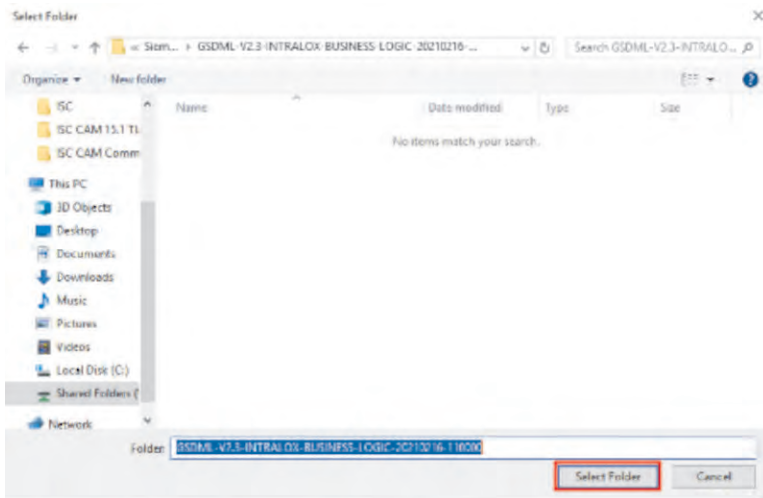 Select Folder
« Siem... › GSDML-V2.3-INTRALOX-BUSINESS-LOGIC-20210216-...
Search GSDML-V2.3-INTRALO...
Organize
New folder
Name
Date modified
Type
Size
No items match your search.
ISC
ISC CAM 15.1 TI.
ISC CAM Comm
This PC
3D Objects
Desktop
Documents
Downloads
Music
Pictures
Videos
Local Disk (C:)
Shared Folders (
Network
Folder: GSDML-V2.3-INTRALOX-BUSINESS-LOGIC-20210216-110000
Select Folder
Cancel